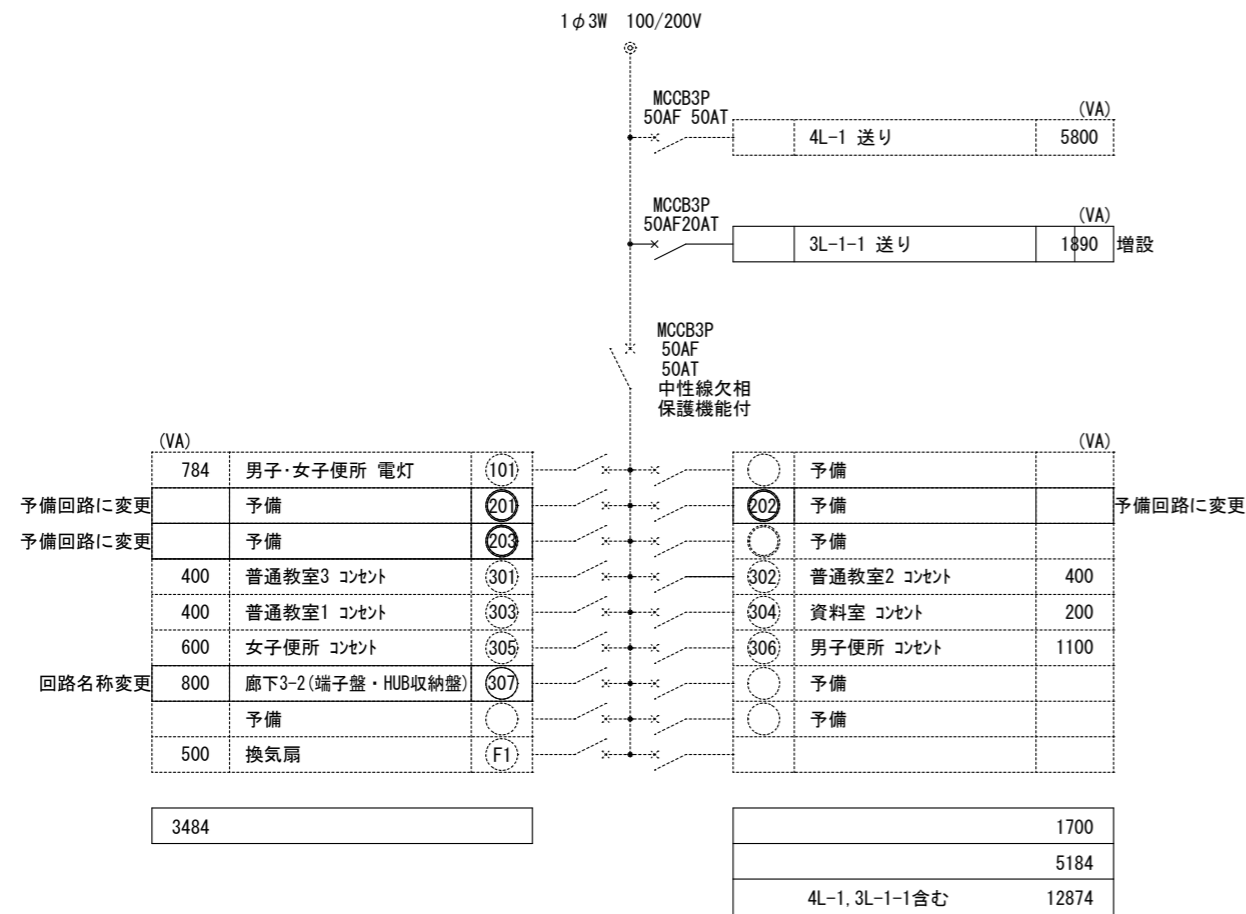 1φ3W 100/200V
MCCB3P
50AF 50AT
(VA)
4L-1 送り 5800
MCCB3P
50AF20AT
(VA)
3L-1-1 送り 1890 増設
MCCB3P
50AF
50AT
中性線欠相
保護機能付
(VA) (VA)
784 男子・女子便所 電灯 101 予備
予備回路に変更 予備 201 202 予備 予備回路に変更
予備回路に変更 予備 203 予備
400 普通教室3 コンセント 301 302 普通教室2 コンセント 400
400 普通教室1 コンセント 303 304 資料室 コンセント 200
600 女子便所 コンセント 305 306 男子便所 コンセント 1100
回路名称変更 800 廊下3-2(端子盤・HUB収納盤) 307 予備
予備 予備
500 換気扇 F1
3484 1700
5184
4L-1,3L-1-1含む 12874